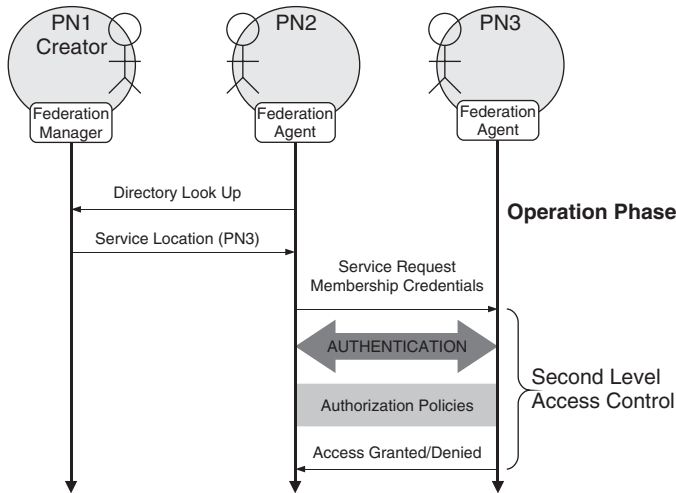 PN1
Creator
PN2
PN3
Federation
Manager
Federation
Agent
Federation
Agent
Directory Look Up
Operation Phase
Service Location (PN3)
Service Request
Membership Credentials
AUTHENTICATION
Second Level
Access Control
Authorization Policies
Access Granted/Denied